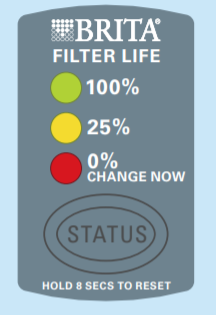 BRITA®
FILTER LIFE
100%
25%
0%
CHANGE NOW
STATUS
HOLD 8 SECS TO RESET